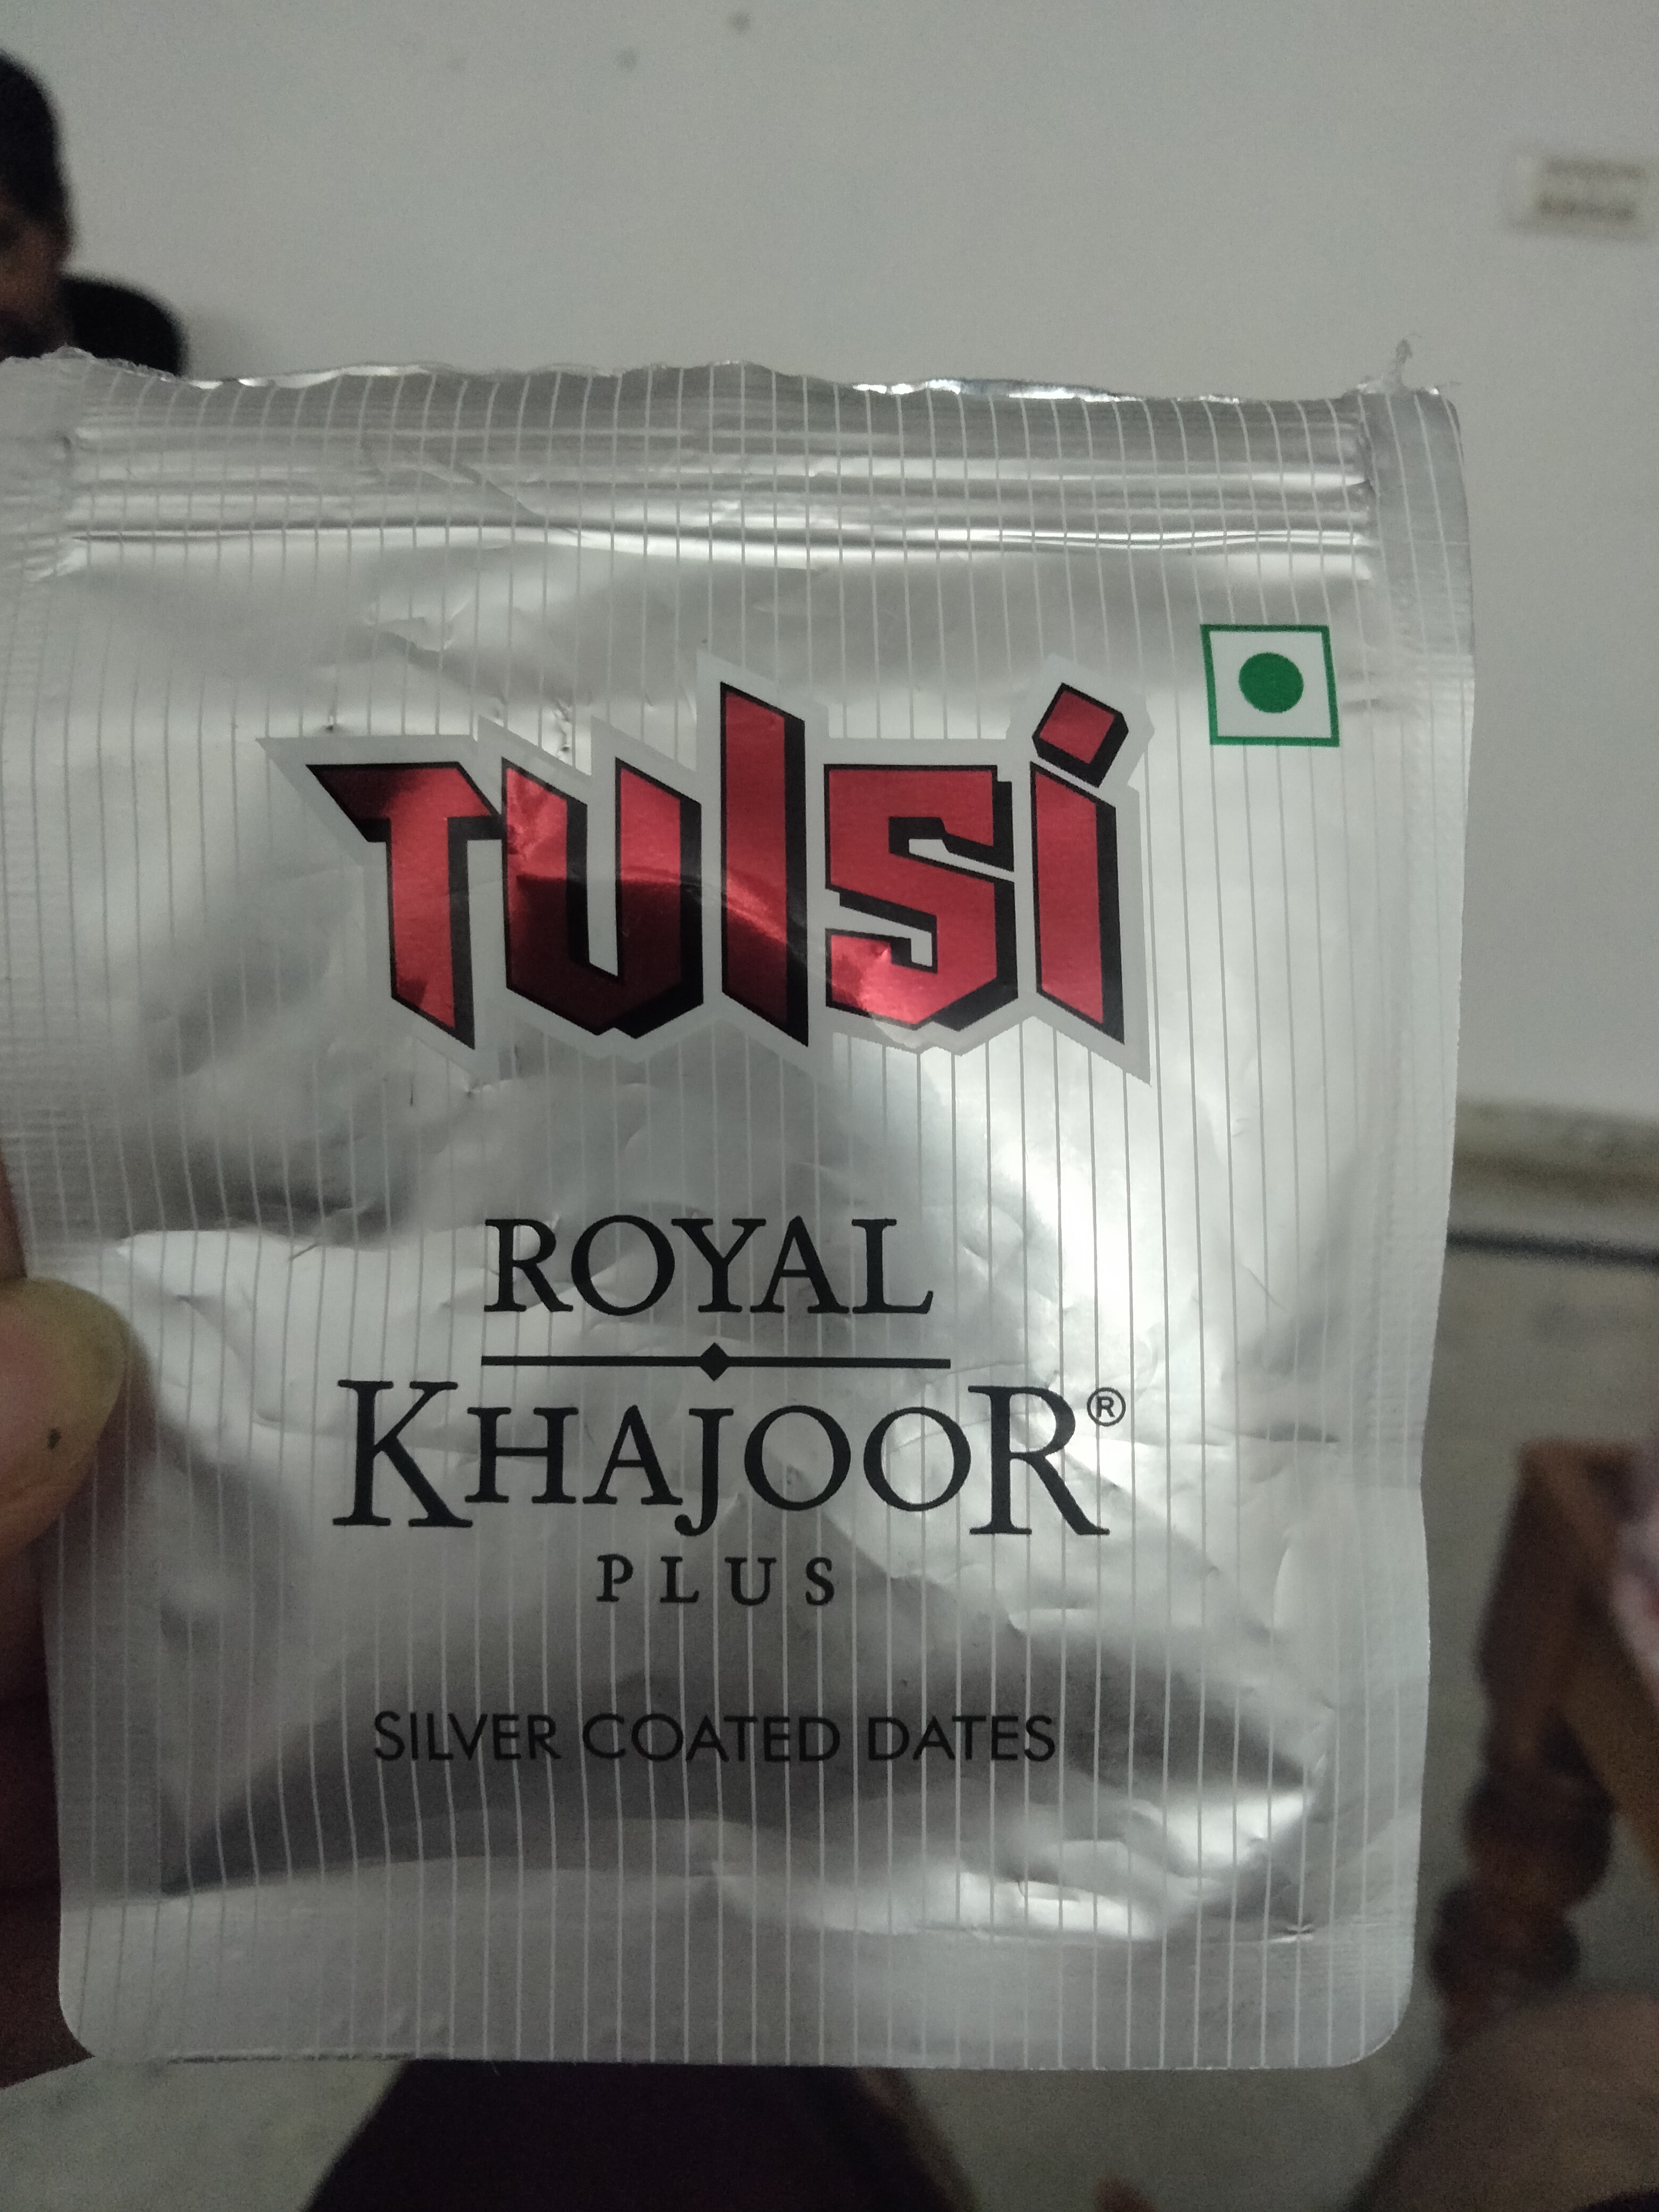 TULSI
ROYAL
KHAJOOR®
PLUS
SILVER COATED DATES